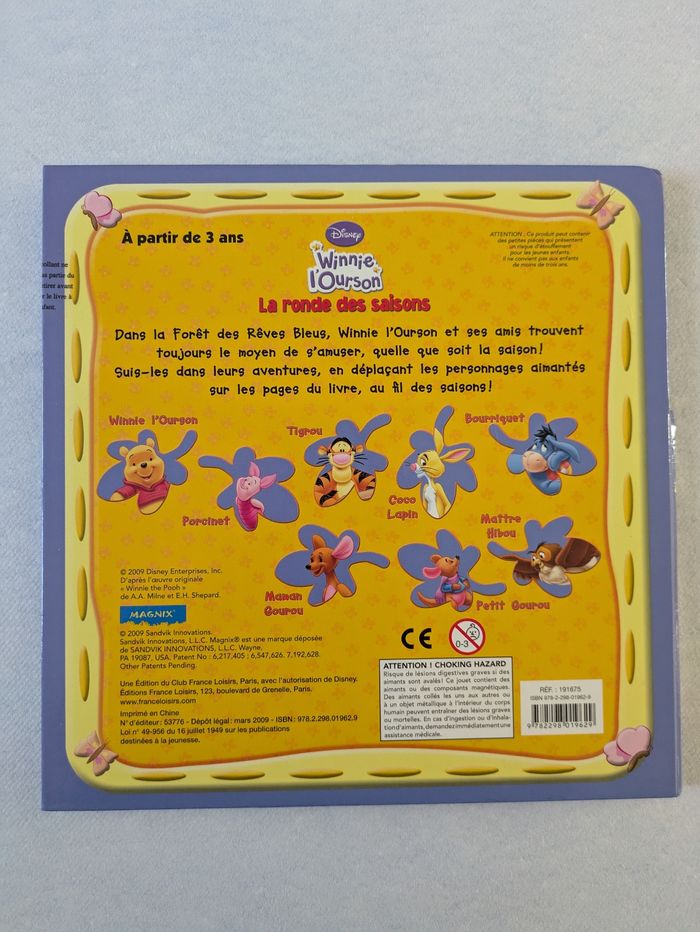 À partir de 3 ans
DISNEY
Winnie
l'Ourson
La ronde des saisons
ATTENTION : Ce produit peut contenir
des petites pièces qui présentent
un risque d'étouffement
pour les jeunes enfants.
Il ne convient pas aux enfants
de moins de trois ans.
ollant ne
as partie du
etirer avant
r le livre à
nfant.
Dans la Forêt des Rêves Bleus, Winnie l'Ourson et ses amis trouvent
toujours le moyen de s'amuser, quelle que soit la saison!
Suis-les dans leurs aventures, en déplaçant les personnages aimantés
sur les pages du livre, au fil des saisons!
Winnie l'Ourson
Porcinet
Tigrou
Coco
Lapin
Bourriquet
Maman
Gourou
Petit Gourou
Maître
Hibou
© 2009 Disney Enterprises, Inc.
D'après l'œuvre originale
« Winnie the Pooh »
de A.A. Milne et E.H. Shepard.
MAGNIX
© 2009 Sandvik Innovations.
Sandvik Innovations, L.L.C. Magnix® est une marque déposée
de SANDVIK INNOVATIONS, L.L.C. Wayne,
PA 19087, USA. Patent No : 6,217,405 ; 6,547,626. 7,192,628.
Other Patents Pending.
Une Édition du Club France Loisirs, Paris, avec l'autorisation de Disney.
Éditions France Loisirs, 123, boulevard de Grenelle, Paris.
www.franceloisirs.com
Imprimé en Chine
N° d'éditeur : 53776 - Dépôt légal : mars 2009 - ISBN : 978.2.298.01962.9
Loi n° 49-956 du 16 juillet 1949 sur les publications
destinées à la jeunesse.
CE
0-3
ATTENTION ! CHOKING HAZARD
Risque de lésions digestives graves si des
aimants sont avalés! Ce jouet contient des
aimants ou des composants magnétiques.
Des aimants collés les uns aux autres ou
à un objet métallique à l'intérieur du corps
humain peuvent entraîner des lésions graves
ou mortelles. En cas d'ingestion ou d'inhala-
tion d'aimants, demandez immédiatement une
assistance médicale.
RÉF. : 191675
ISBN 978-2-298-01962-9
9 782298 019629